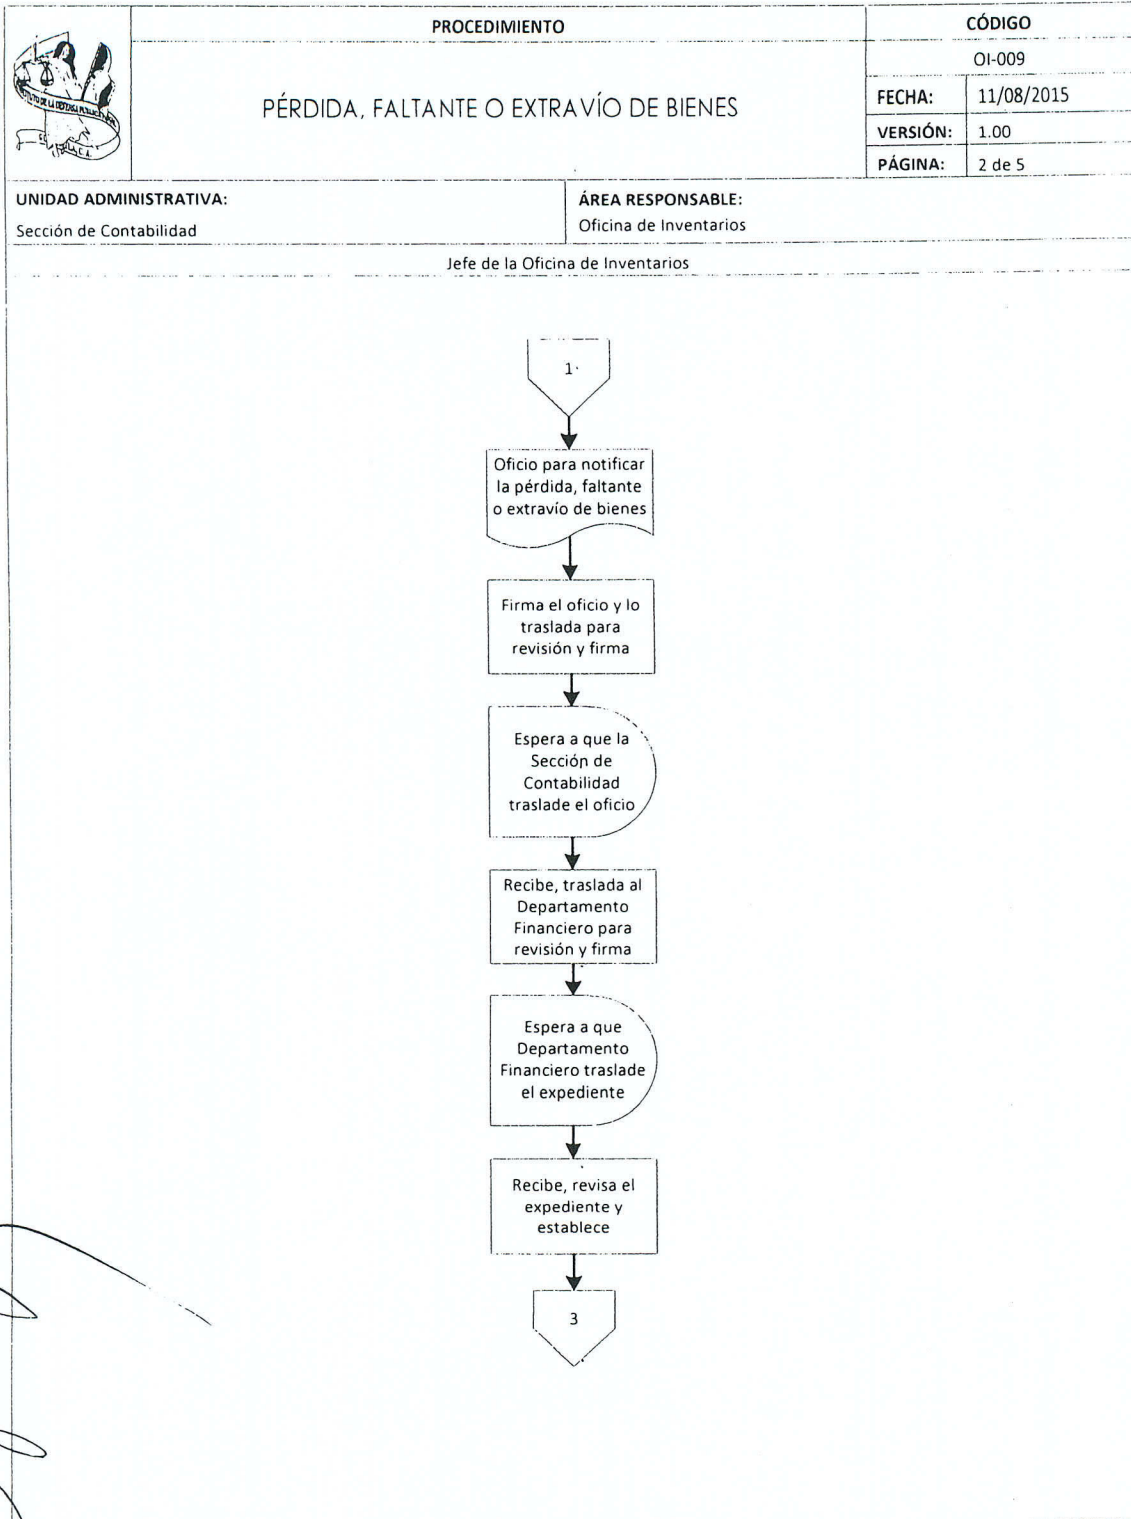 PROCEDIMIENTO
PÉRDIDA, FALTANTE O EXTRAVÍO DE BIENES
CÓDIGO
OI-009
FECHA: 11/08/2015
VERSIÓN: 1.00
PÁGINA: 2 de 5
UNIDAD ADMINISTRATIVA:
Sección de Contabilidad
ÁREA RESPONSABLE:
Oficina de Inventarios
Jefe de la Oficina de Inventarios
1
Oficio para notificar
la pérdida, faltante
o extravío de bienes
Firma el oficio y lo
traslada para
revisión y firma
Espera a que la
Sección de
Contabilidad
traslade el oficio
Recibe, traslada al
Departamento
Financiero para
revisión y firma
Espera a que
Departamento
Financiero traslade
el expediente
Recibe, revisa el
expediente y
establece
3